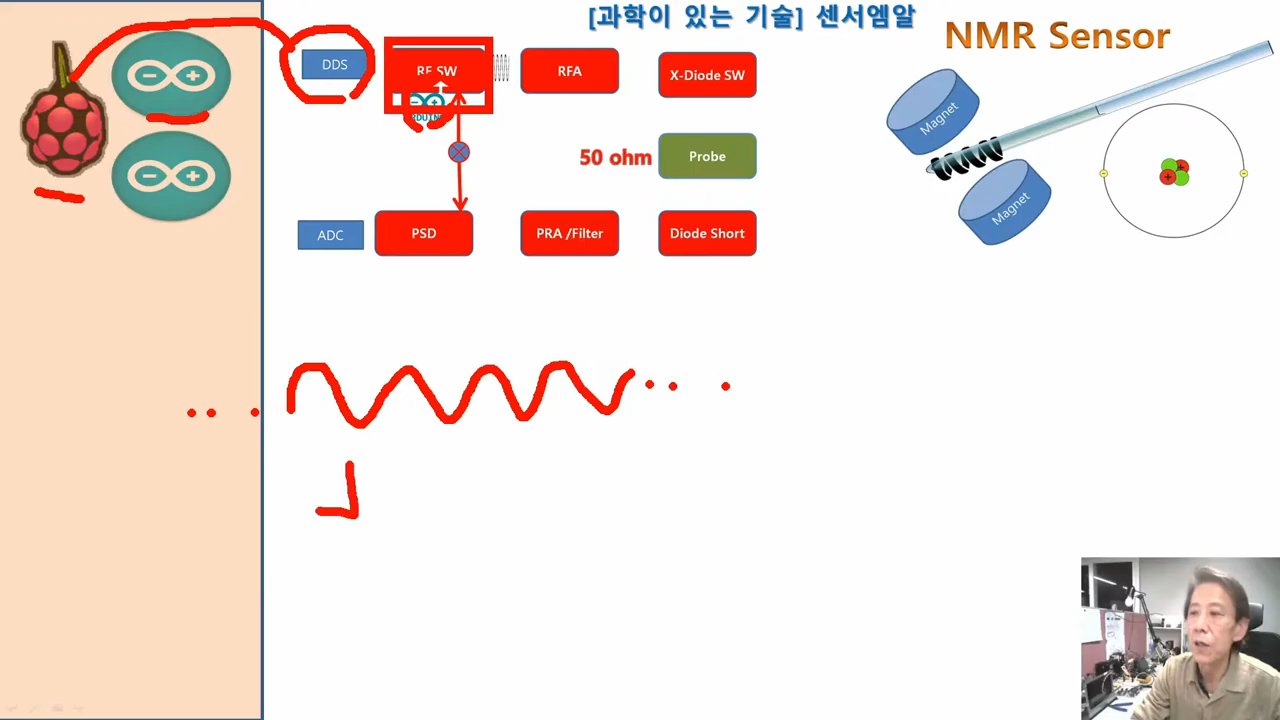 [과학이 있는 기술] 센서엠알
NMR Sensor
DDS
RF SW
RFA
X-Diode SW
Magnet
50 ohm
Probe
Magnet
ADC
PSD
PRA /Filter
Diode Short